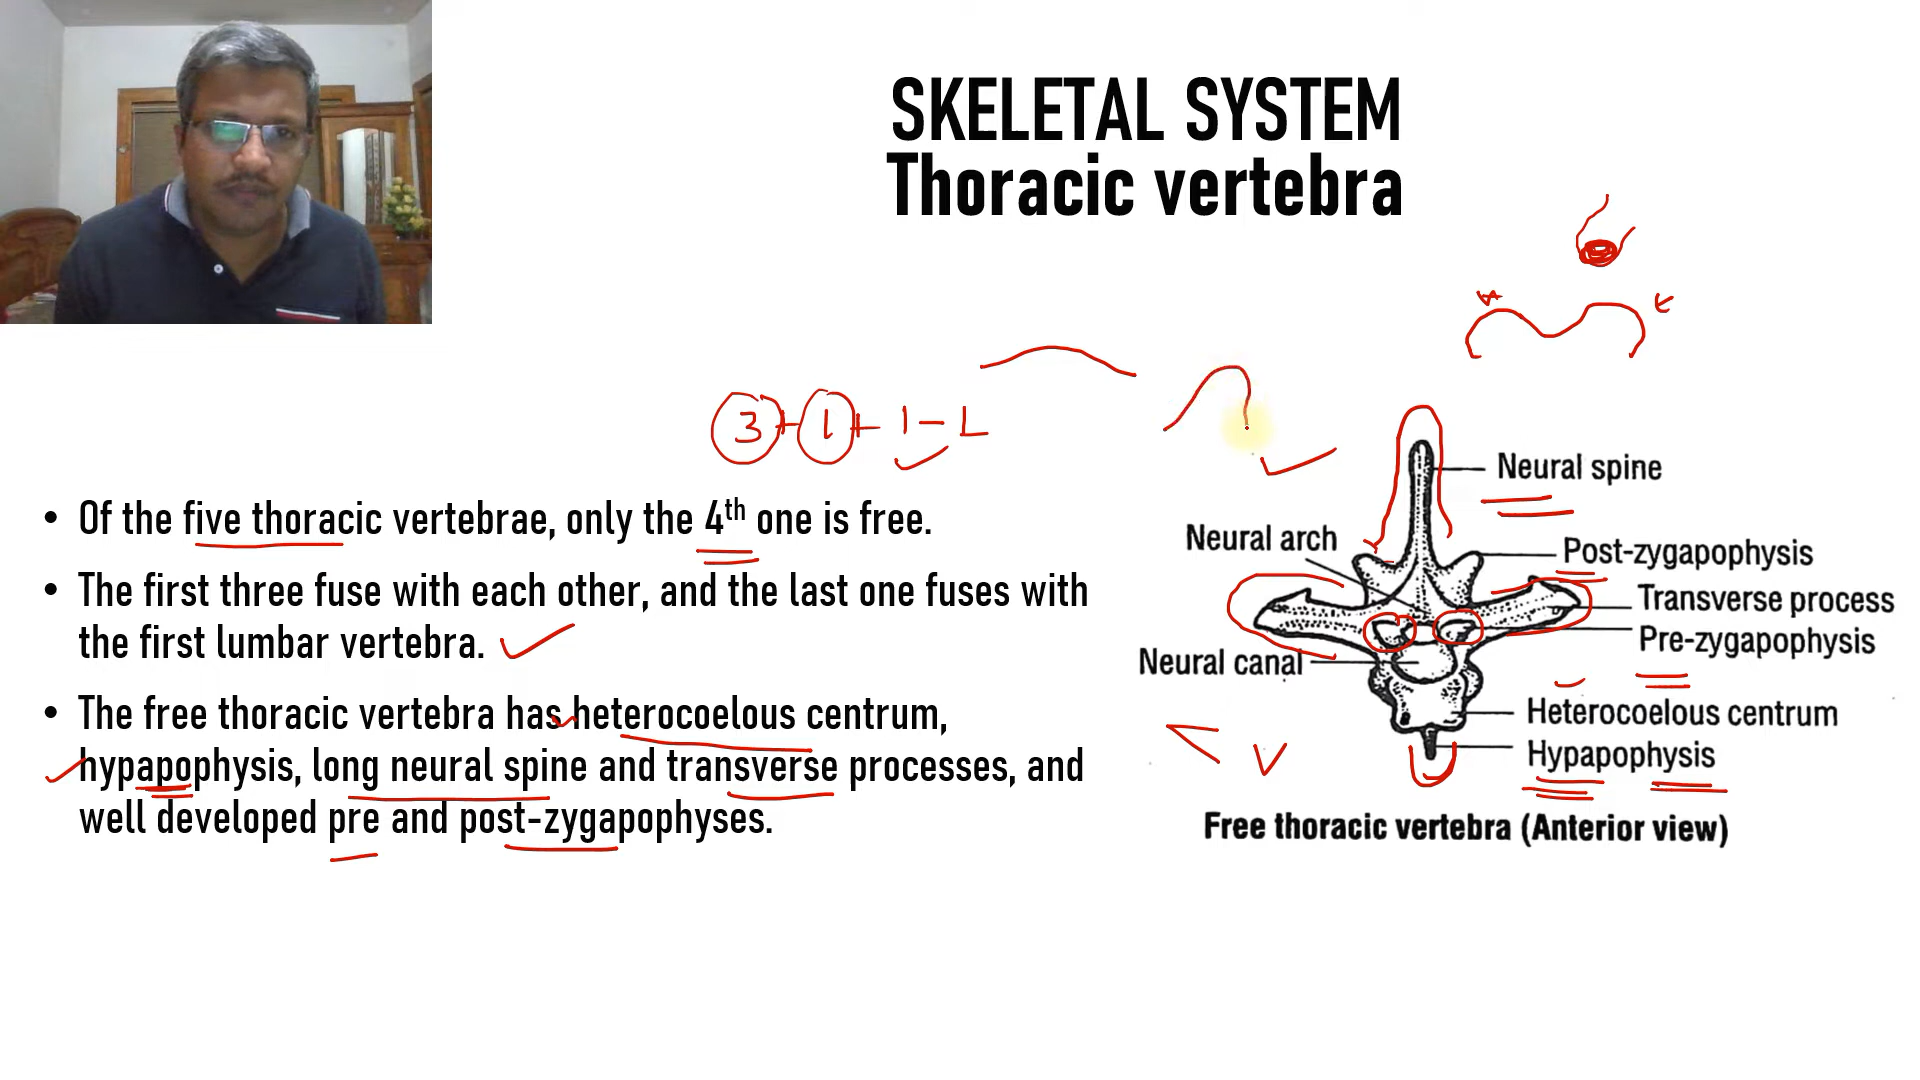 SKELETAL SYSTEM
Thoracic vertebra
3+1+1-L
• Of the five thoracic vertebrae, only the 4th one is free.
• The first three fuse with each other, and the last one fuses with
the first lumbar vertebra.
• The free thoracic vertebra has heterocoelous centrum,
hypapophysis, long neural spine and transverse processes, and
well developed pre and post-zygapophyses.
Neural spine
Neural arch
Post-zygapophysis
Transverse process
Pre-zygapophysis
Neural canal
Heterocoelous centrum
Hypapophysis
Free thoracic vertebra (Anterior view)